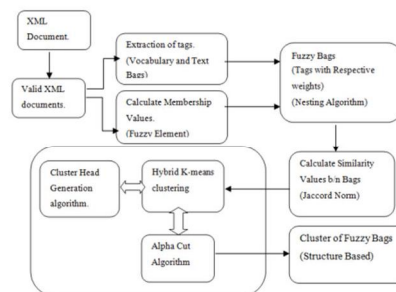 XML
Document.
Extraction of tags.
(Vocabulary and Text
Bags)
Fuzzy Bags
(Tags with Respective
weights)
(Nesting Algorithm)
Valid XML
documents.
Calculate Membership
Values.
(Fuzzy Element)
Calculate Similarity
Values b/n Bags
(Jaccord Norm)
Cluster Head
Generation
algorithm.
Hybrid K-means
clustering
Alpha Cut
Algorithm
Cluster of Fuzzy Bags
(Structure Based)